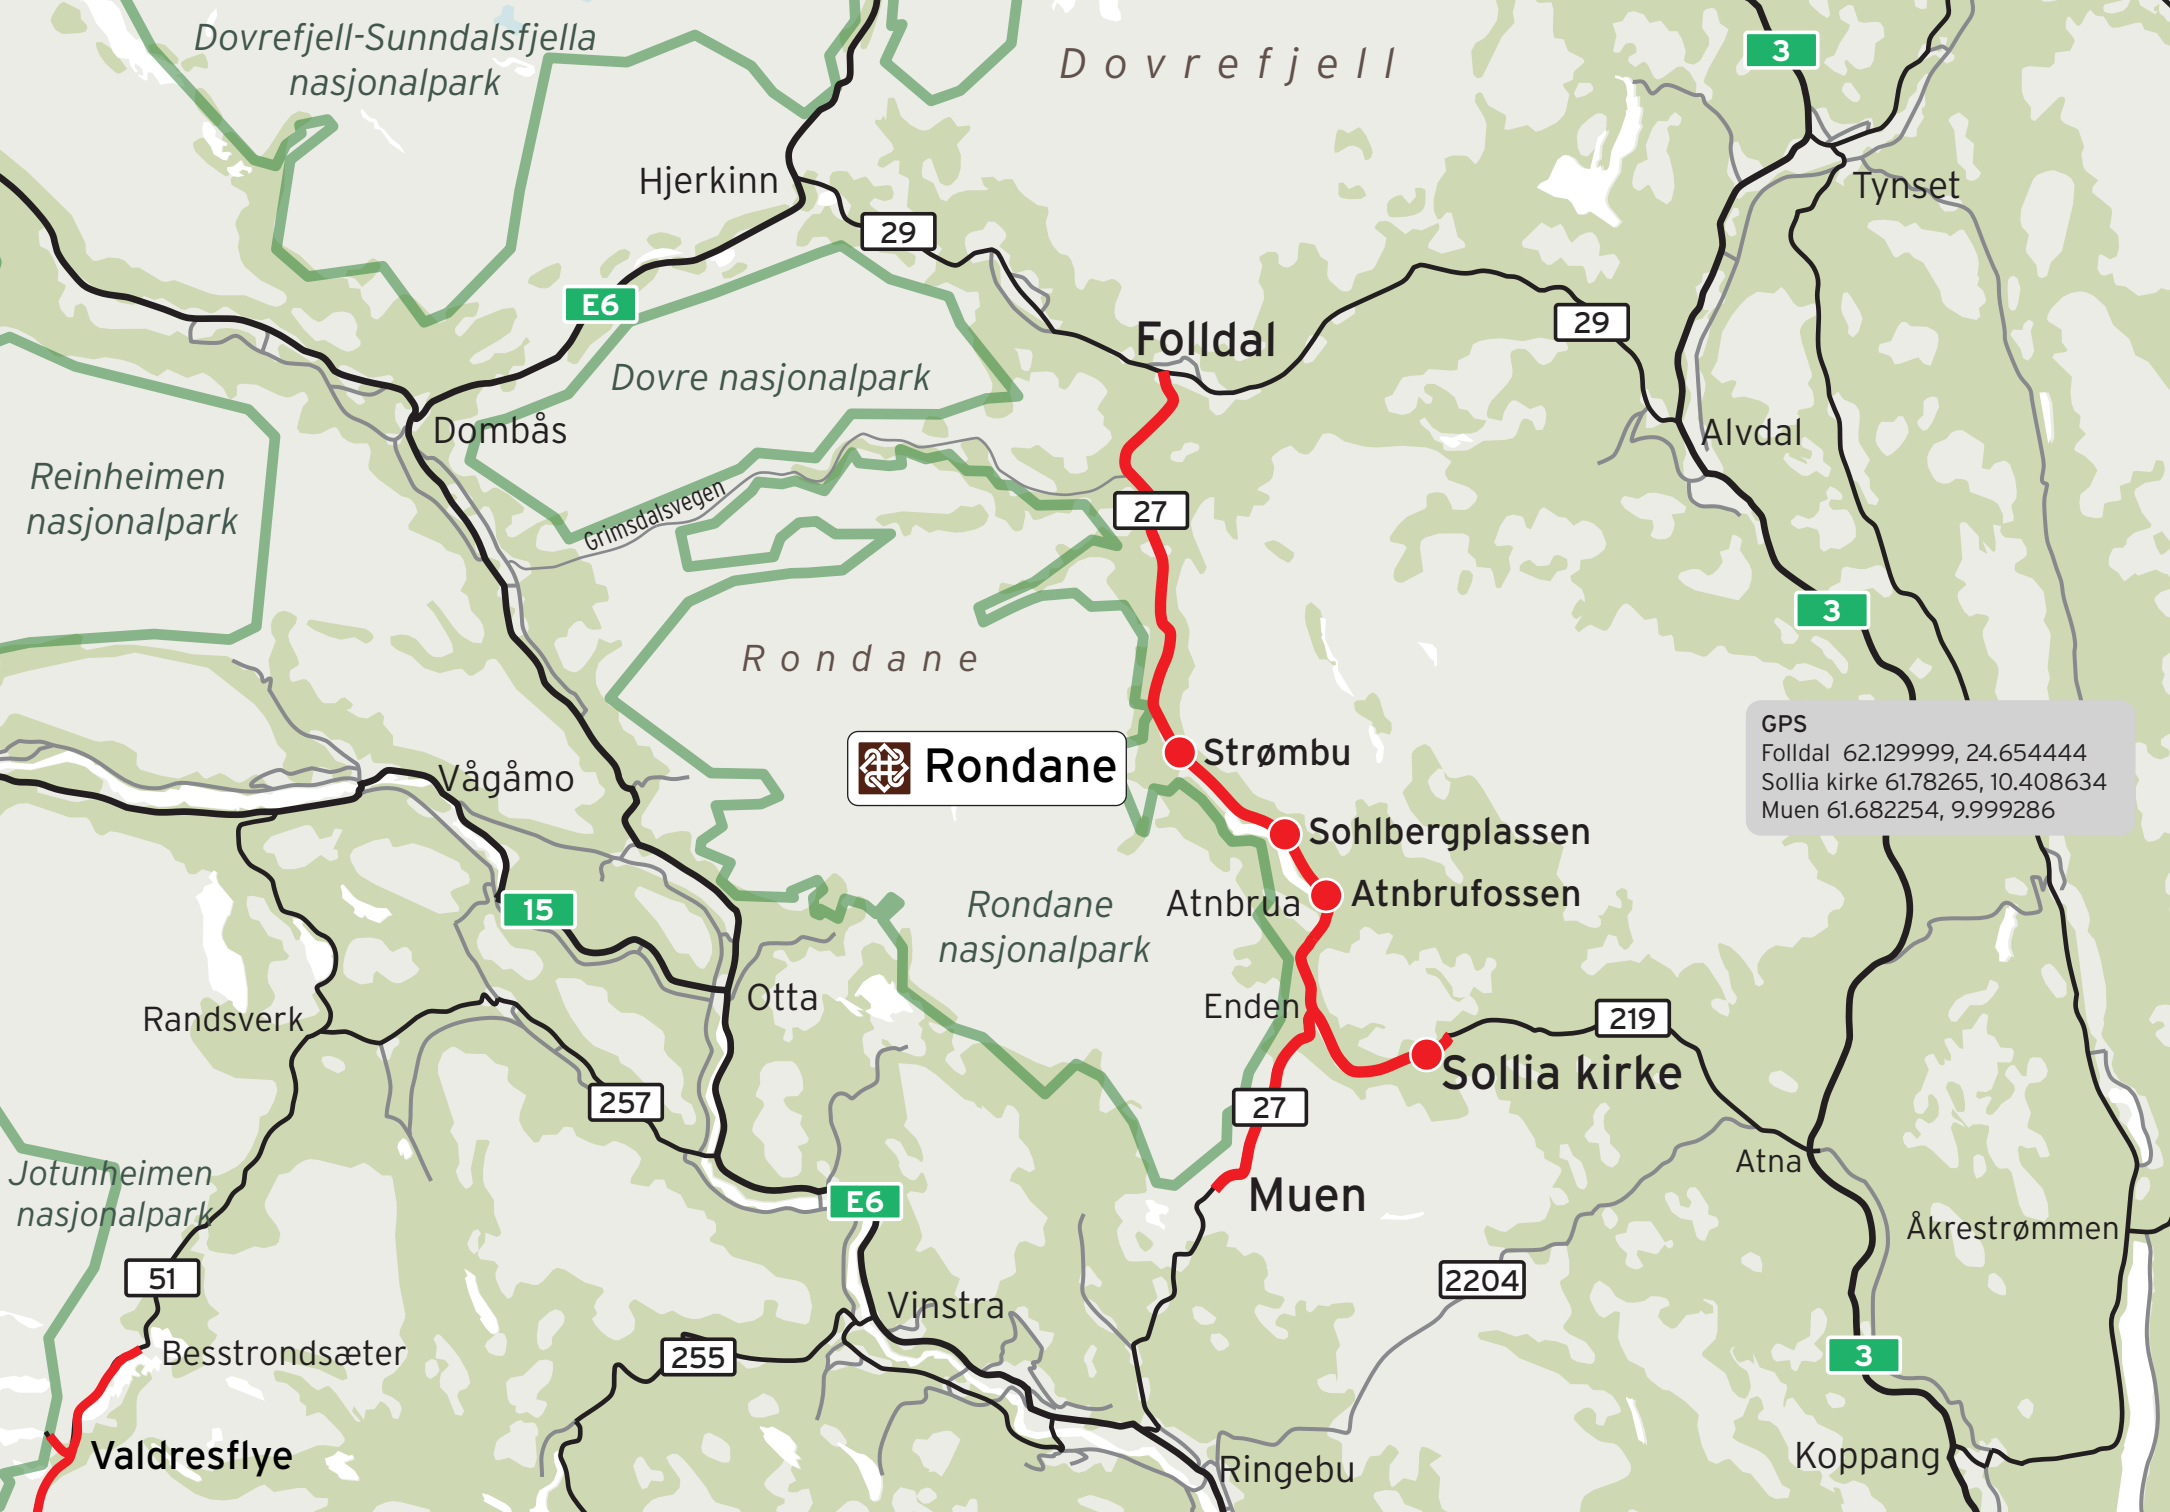 Dovrefjell-Sunndalsfjella
nasjonalpark
Dovrefjell
3
Hjerkinn
Tynset
29
E6
29
Folldal
Dovre nasjonalpark
Dombås
Alvdal
Reinheimen
nasjonalpark
Grimsdalsvegen
27
3
Rondane
GPS
Folldal 62.129999, 24.654444
Sollia kirke 61.78265, 10.408634
Muen 61.682254, 9.999286
Strømbu
Rondane
Vågåmo
Sohlbergplassen
15
Rondane
nasjonalpark
Atnbrua
Atnbrufossen
Otta
Enden
Randsverk
219
Sollia kirke
257
27
Atna
Jotunheimen
nasjonalpark
E6
Muen
Åkrestrømmen
51
2204
Vinstra
Besstrondsæter
255
3
Valdresflye
Ringebu
Koppang